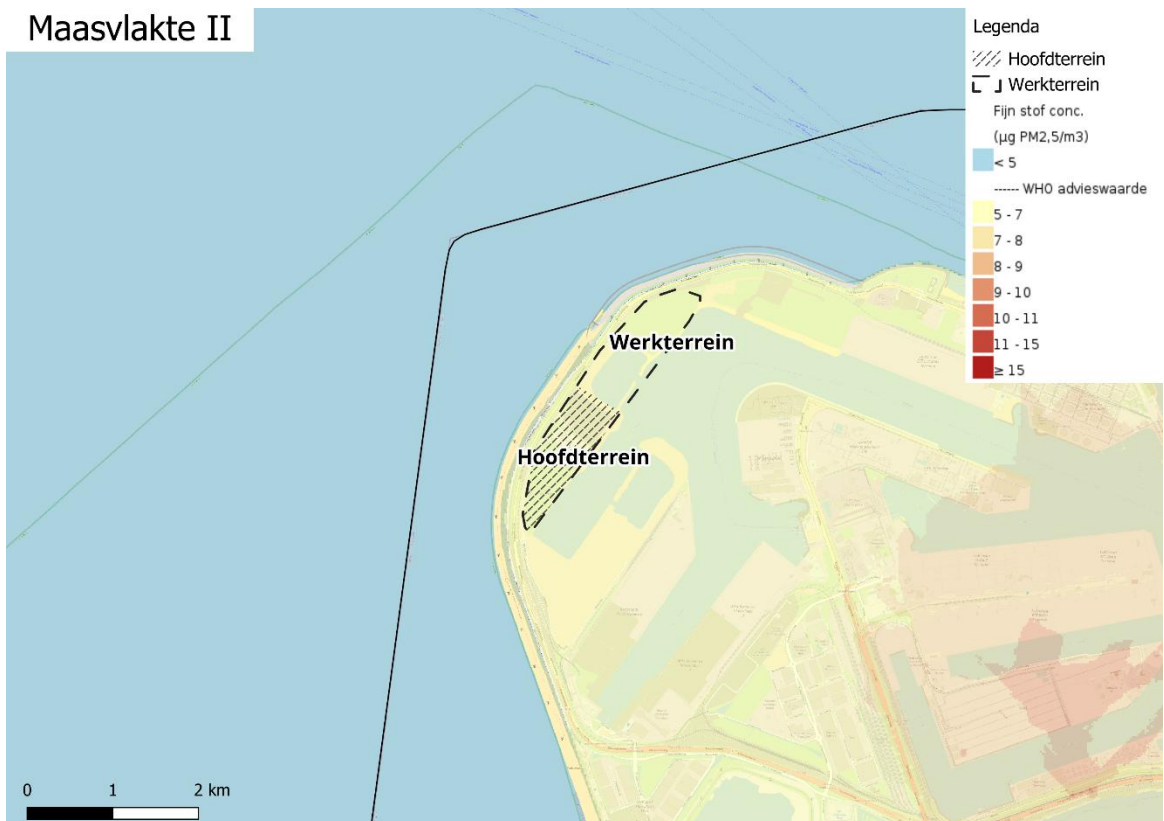 Maasvlakte II
Legenda
Hoofdterrein
Werkterrein
Fijn stof conc.
(µg PM2,5/m3)
< 5
------ WHO advieswaarde
5 - 7
7 - 8
8 - 9
9 - 10
10 - 11
11 - 15
≥ 15
Werkterrein
Hoofdterrein
0 1 2 km